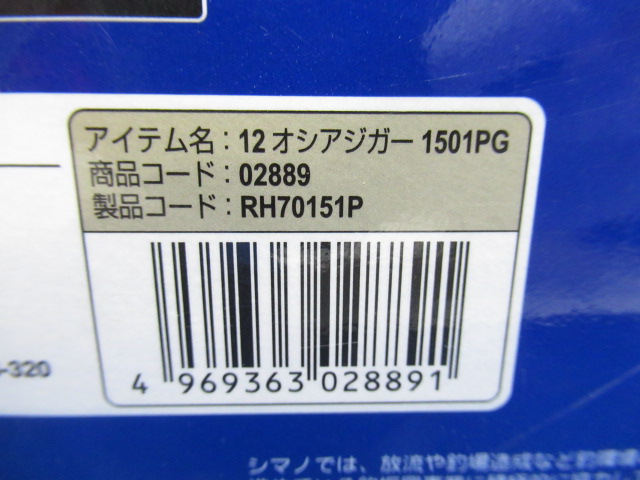 アイテム名：12 オシアジガー 1501PG
商品コード：02889
製品コード：RH70151P
-320
4 969363 028891
シマノでは、放流や釣場造成など釣環境